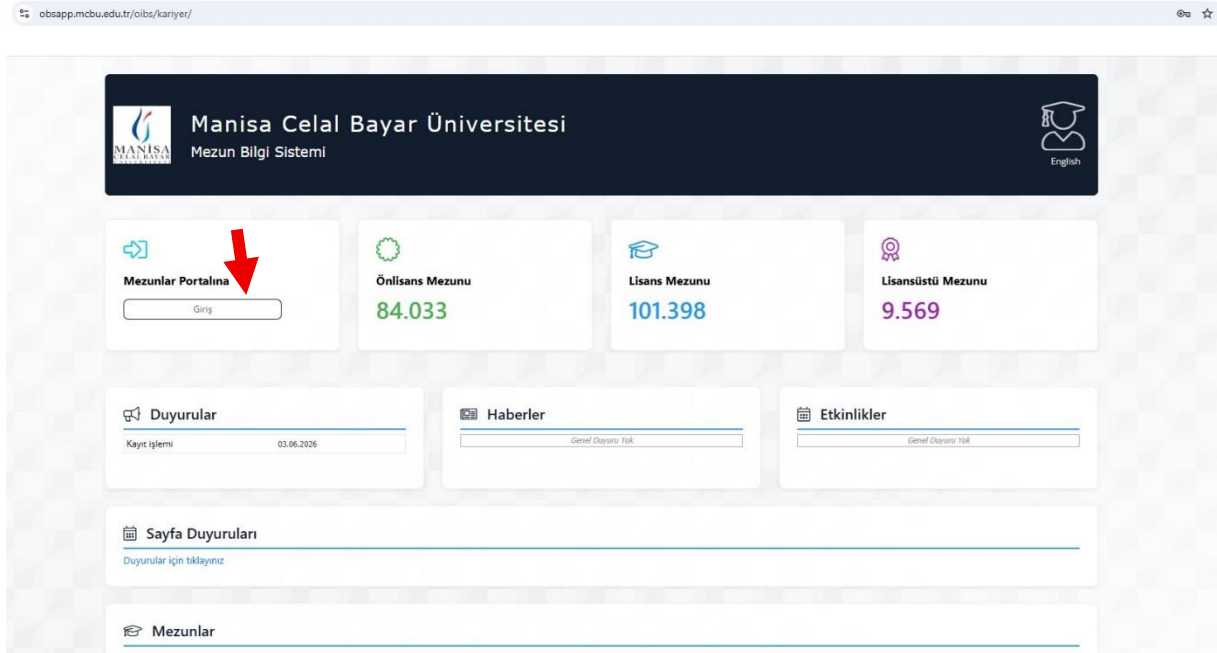 obsapp.mcbu.edu.tr/oibs/kariyer/
MANİSA
CELAL BAYAR
Manisa Celal Bayar Üniversitesi
Mezun Bilgi Sistemi
English
Mezunlar Portalına
Giriş
Önlisans Mezunu
84.033
Lisans Mezunu
101.398
Lisansüstü Mezunu
9.569
Duyurular
Kayıt işlemi 03.06.2026
Haberler
Genel Duyuru Yok
Etkinlikler
Genel Duyuru Yok
Sayfa Duyuruları
Duyurular için tıklayınız
Mezunlar